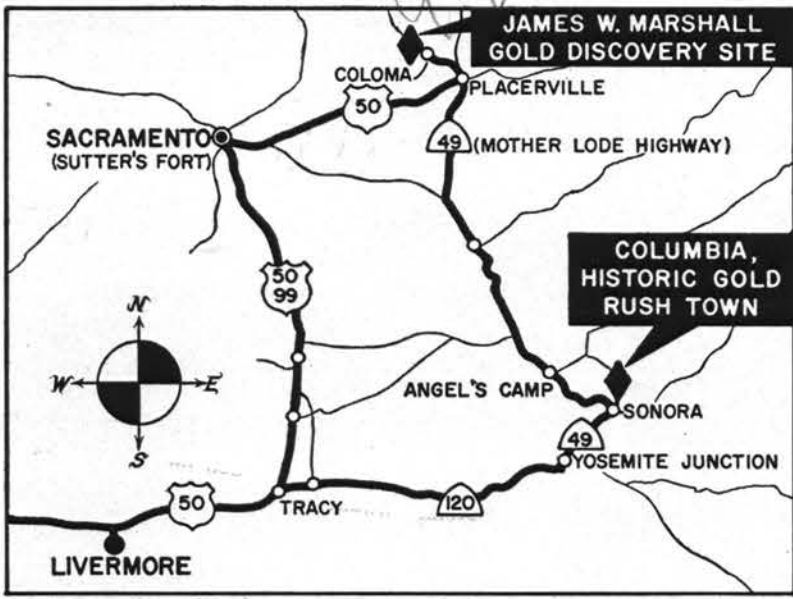 JAMES W. MARSHALL
GOLD DISCOVERY SITE
COLOMA
PLACERVILLE
50
SACRAMENTO
(SUTTER'S FORT)
49
(MOTHER LODE HIGHWAY)
COLUMBIA,
HISTORIC GOLD
RUSH TOWN
50
99
N
W
E
S
ANGEL'S CAMP
SONORA
49
YOSEMITE JUNCTION
50
TRACY
120
LIVERMORE